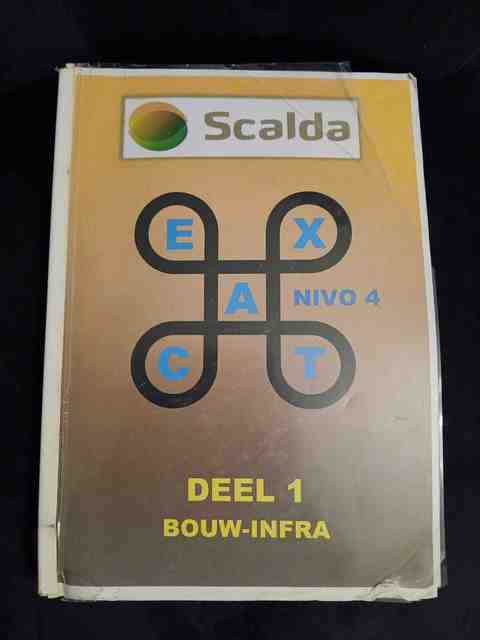 Scalda
E X
A NIVO 4
C T
DEEL 1
BOUW-INFRA